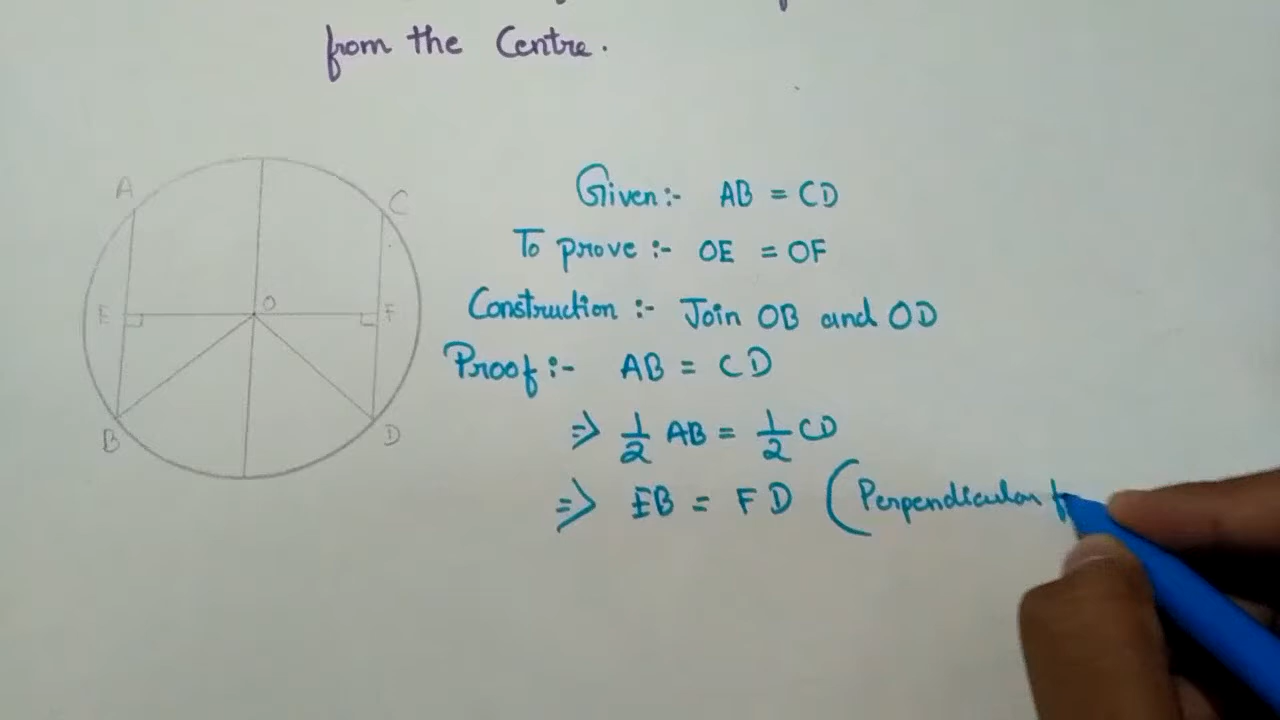 from the Centre.
Given:- AB = CD
To prove :- OE = OF
Construction :- Join OB and OD
Proof :- AB = CD
⇒ 1/2 AB = 1/2 CD
⇒ EB = FD (Perpendicular
A
C
E
O
F
B
D